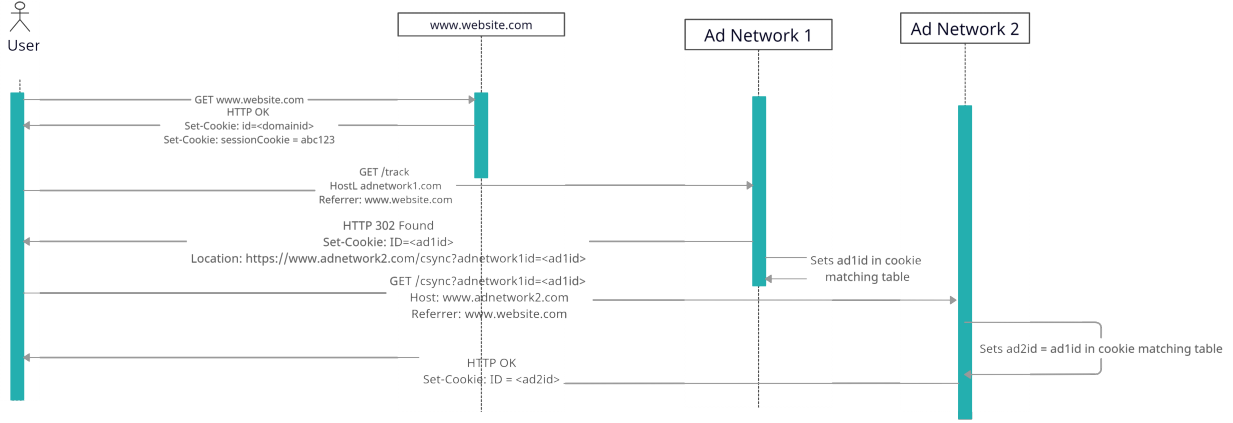 User
www.website.com
Ad Network 1
Ad Network 2
GET www.website.com
HTTP OK
Set-Cookie: id=<domainid>
Set-Cookie: sessionCookie = abc123
GET /track
HostL adnetwork1.com
Referrer: www.website.com
HTTP 302 Found
Set-Cookie: ID=<ad1id>
Location: https://www.adnetwork2.com/csync?adnetwork1id=<ad1id>
Sets ad1id in cookie
matching table
GET /csync?adnetwork1id=<ad1id>
Host: www.adnetwork2.com
Referrer: www.website.com
Sets ad2id = ad1id in cookie matching table
HTTP OK
Set-Cookie: ID = <ad2id>